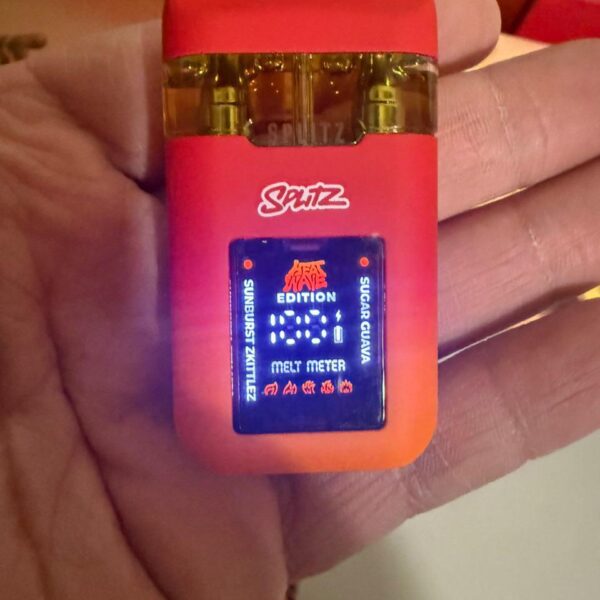 SPLITZ
SPLITZ
HEAT
WAVE
EDITION
100
MELT METER
SUNBURST ZKITTLEZ
SUGAR GUAVA